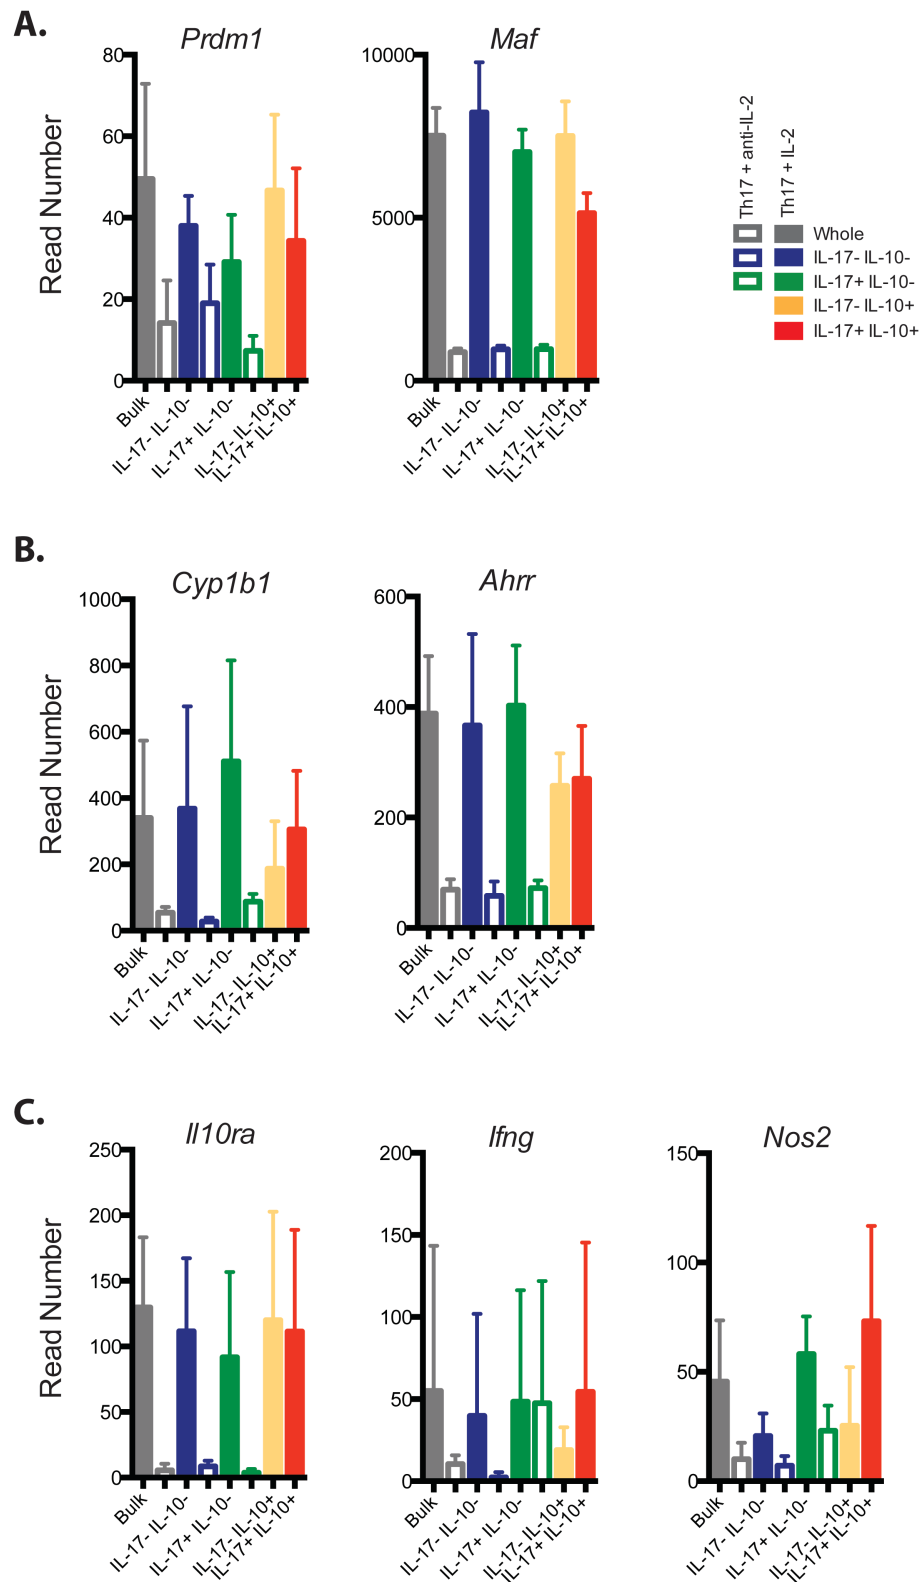 A.
Prdm1
Maf
Read Number
80
60
40
20
0
10000
5000
0
Bulk
IL-17- IL-10-
IL-17+ IL-10-
IL-17- IL-10+
IL-17+ IL-10+
Bulk
IL-17- IL-10-
IL-17+ IL-10-
IL-17- IL-10+
IL-17+ IL-10+
Th17 + anti-IL-2
Th17 + IL-2
Whole
IL-17- IL-10-
IL-17+ IL-10-
IL-17- IL-10+
IL-17+ IL-10+
B.
Cyp1b1
Ahrr
Read Number
1000
800
600
400
200
0
600
400
200
0
Bulk
IL-17- IL-10-
IL-17+ IL-10-
IL-17- IL-10+
IL-17+ IL-10+
Bulk
IL-17- IL-10-
IL-17+ IL-10-
IL-17- IL-10+
IL-17+ IL-10+
C.
Il10ra
Ifng
Nos2
Read Number
250
200
150
100
50
0
200
150
100
50
0
150
100
50
0
Bulk
IL-17- IL-10-
IL-17+ IL-10-
IL-17- IL-10+
IL-17+ IL-10+
Bulk
IL-17- IL-10-
IL-17+ IL-10-
IL-17- IL-10+
IL-17+ IL-10+
Bulk
IL-17- IL-10-
IL-17+ IL-10-
IL-17- IL-10+
IL-17+ IL-10+